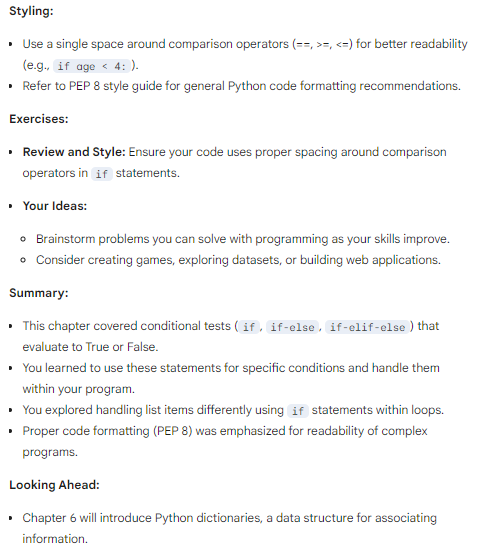 Styling:
• Use a single space around comparison operators (==, >=, <=) for better readability
(e.g., if age < 4: ).
• Refer to PEP 8 style guide for general Python code formatting recommendations.
Exercises:
• Review and Style: Ensure your code uses proper spacing around comparison
operators in if statements.
• Your Ideas:
○ Brainstorm problems you can solve with programming as your skills improve.
○ Consider creating games, exploring datasets, or building web applications.
Summary:
• This chapter covered conditional tests ( if , if-else , if-elif-else ) that
evaluate to True or False.
• You learned to use these statements for specific conditions and handle them
within your program.
• You explored handling list items differently using if statements within loops.
• Proper code formatting (PEP 8) was emphasized for readability of complex
programs.
Looking Ahead:
• Chapter 6 will introduce Python dictionaries, a data structure for associating
information.